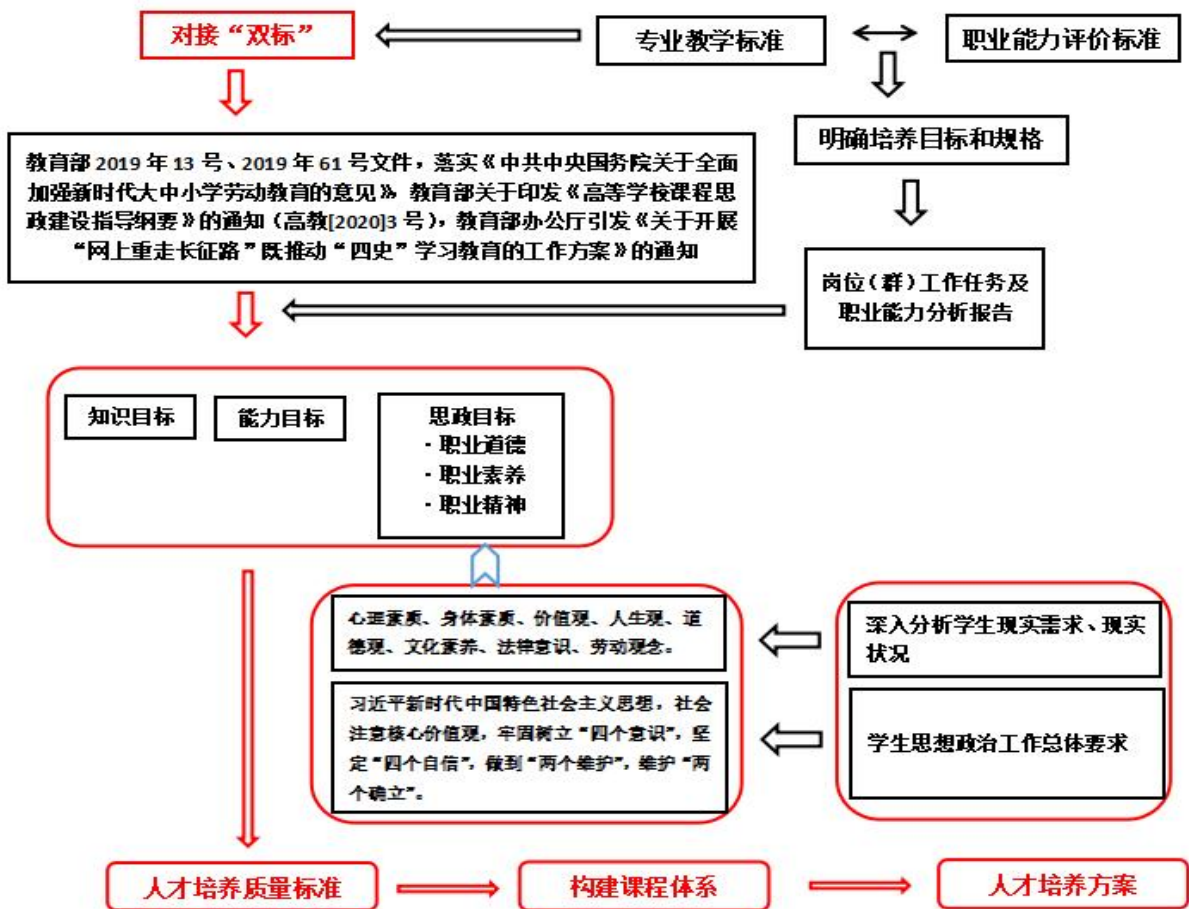 对接“双标”
专业教学标准
职业能力评价标准
明确培养目标和规格
教育部 2019 年 13 号、2019 年 61 号文件，落实《中共中央国务院关于全面
加强新时代大中小学劳动教育的意见》，教育部关于印发《高等学校课程思
政建设指导纲要》的通知（高教[2020]3 号），教育部办公厅引发《关于开展
“网上重走长征路”既推动“四史”学习教育的工作方案》的通知
岗位（群）工作任务及
职业能力分析报告
知识目标
能力目标
思政目标
· 职业道德
· 职业素养
· 职业精神
心理素质、身体素质、价值观、人生观、道
德观、文化素养、法律意识、劳动观念。
习近平新时代中国特色社会主义思想，社会
注意核心价值观，牢固树立“四个意识”，坚
定“四个自信”，做到“两个维护”，维护“两
个确立”。
深入分析学生现实需求、现实
状况
学生思想政治工作总体要求
人才培养质量标准
构建课程体系
人才培养方案